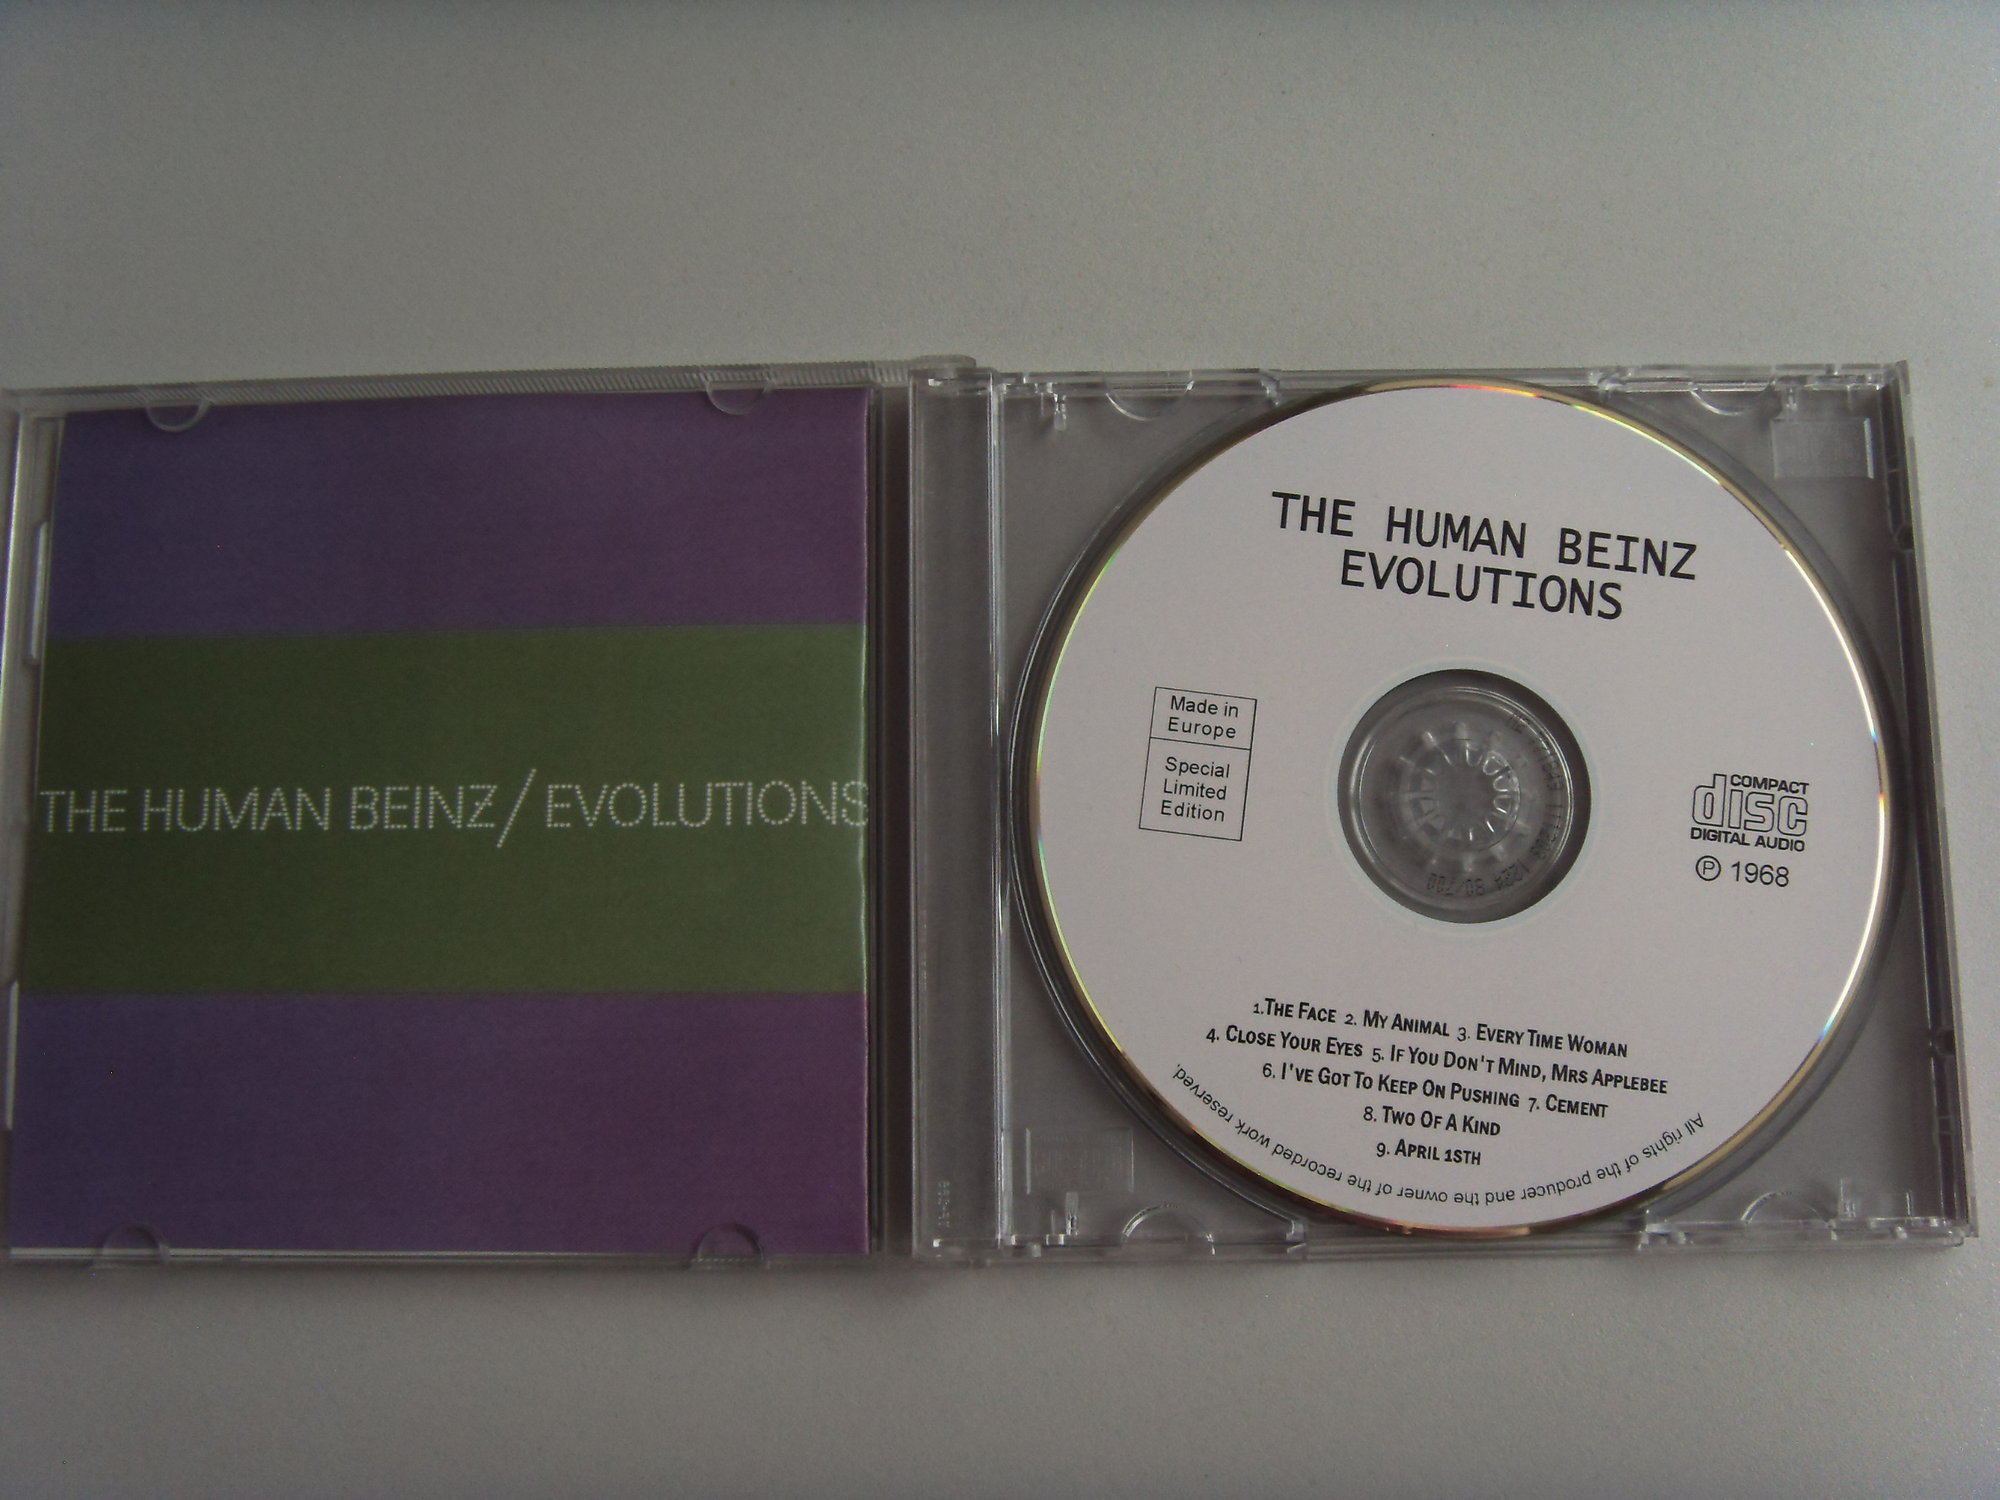 THE HUMAN BEINZ/EVOLUTIONS
THE HUMAN BEINZ
EVOLUTIONS
Made in
Europe
Special
Limited
Edition
COMPACT
disc
DIGITAL AUDIO
℗ 1968
1.THE FACE 2. MY ANIMAL 3. EVERY TIME WOMAN
4. CLOSE YOUR EYES 5. IF YOU DON'T MIND, MRS APPLEBEE
6. I'VE GOT TO KEEP ON PUSHING 7. CEMENT
8. TWO OF A KIND
9. APRIL 1STH
All rights of the producer and the owner of the recorded work reserved.